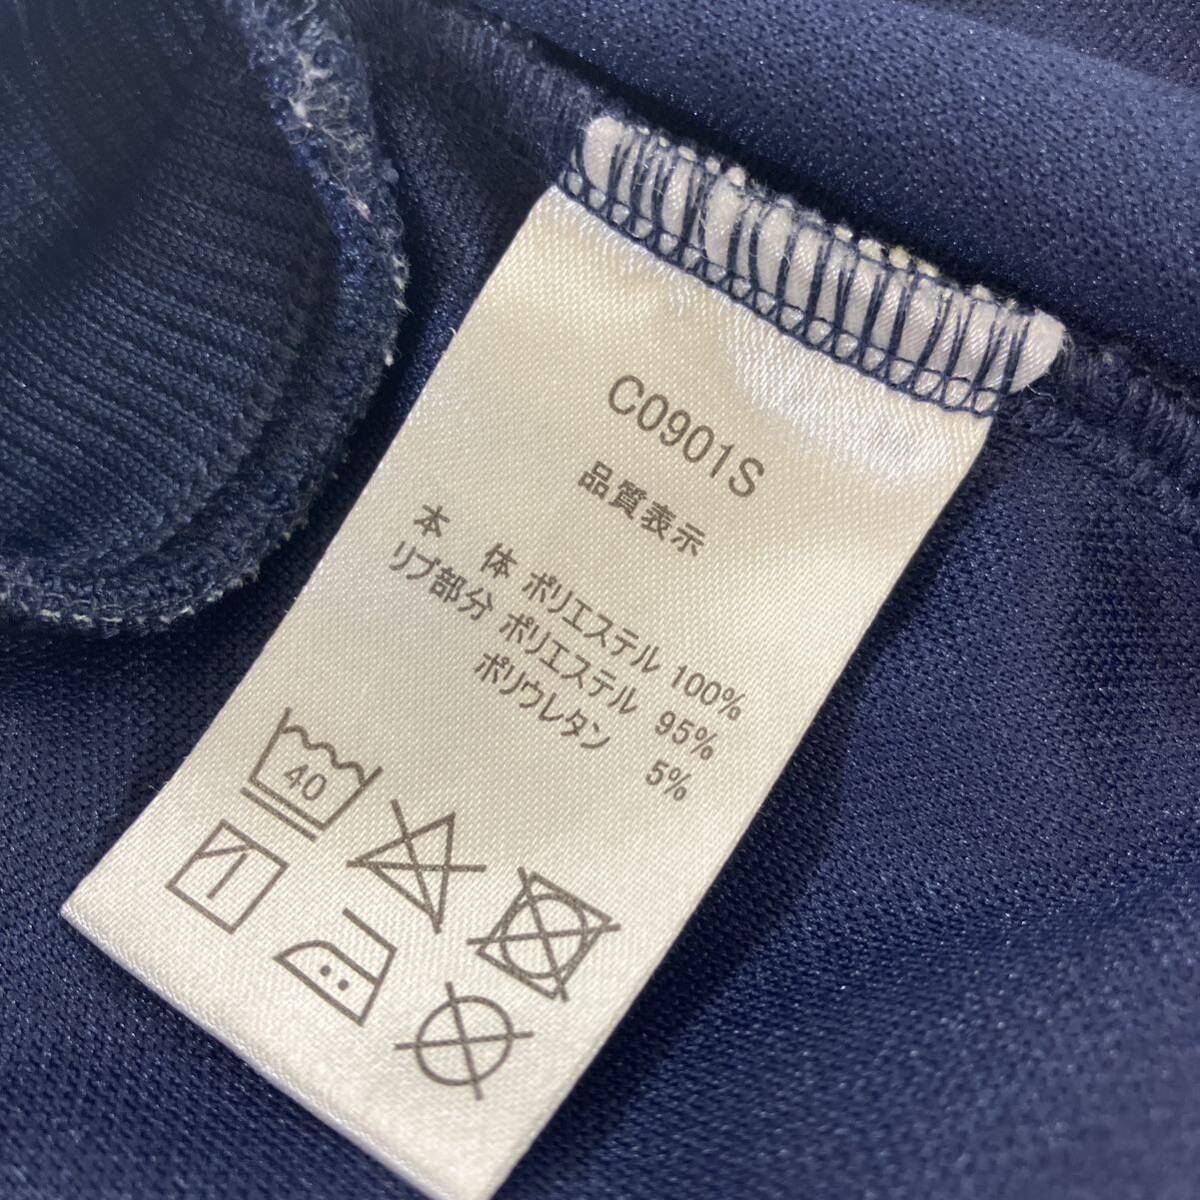 C0901S
品質表示
本 体 ポリエステル 100%
リブ部分 ポリエステル 95%
ポリウレタン 5%
40